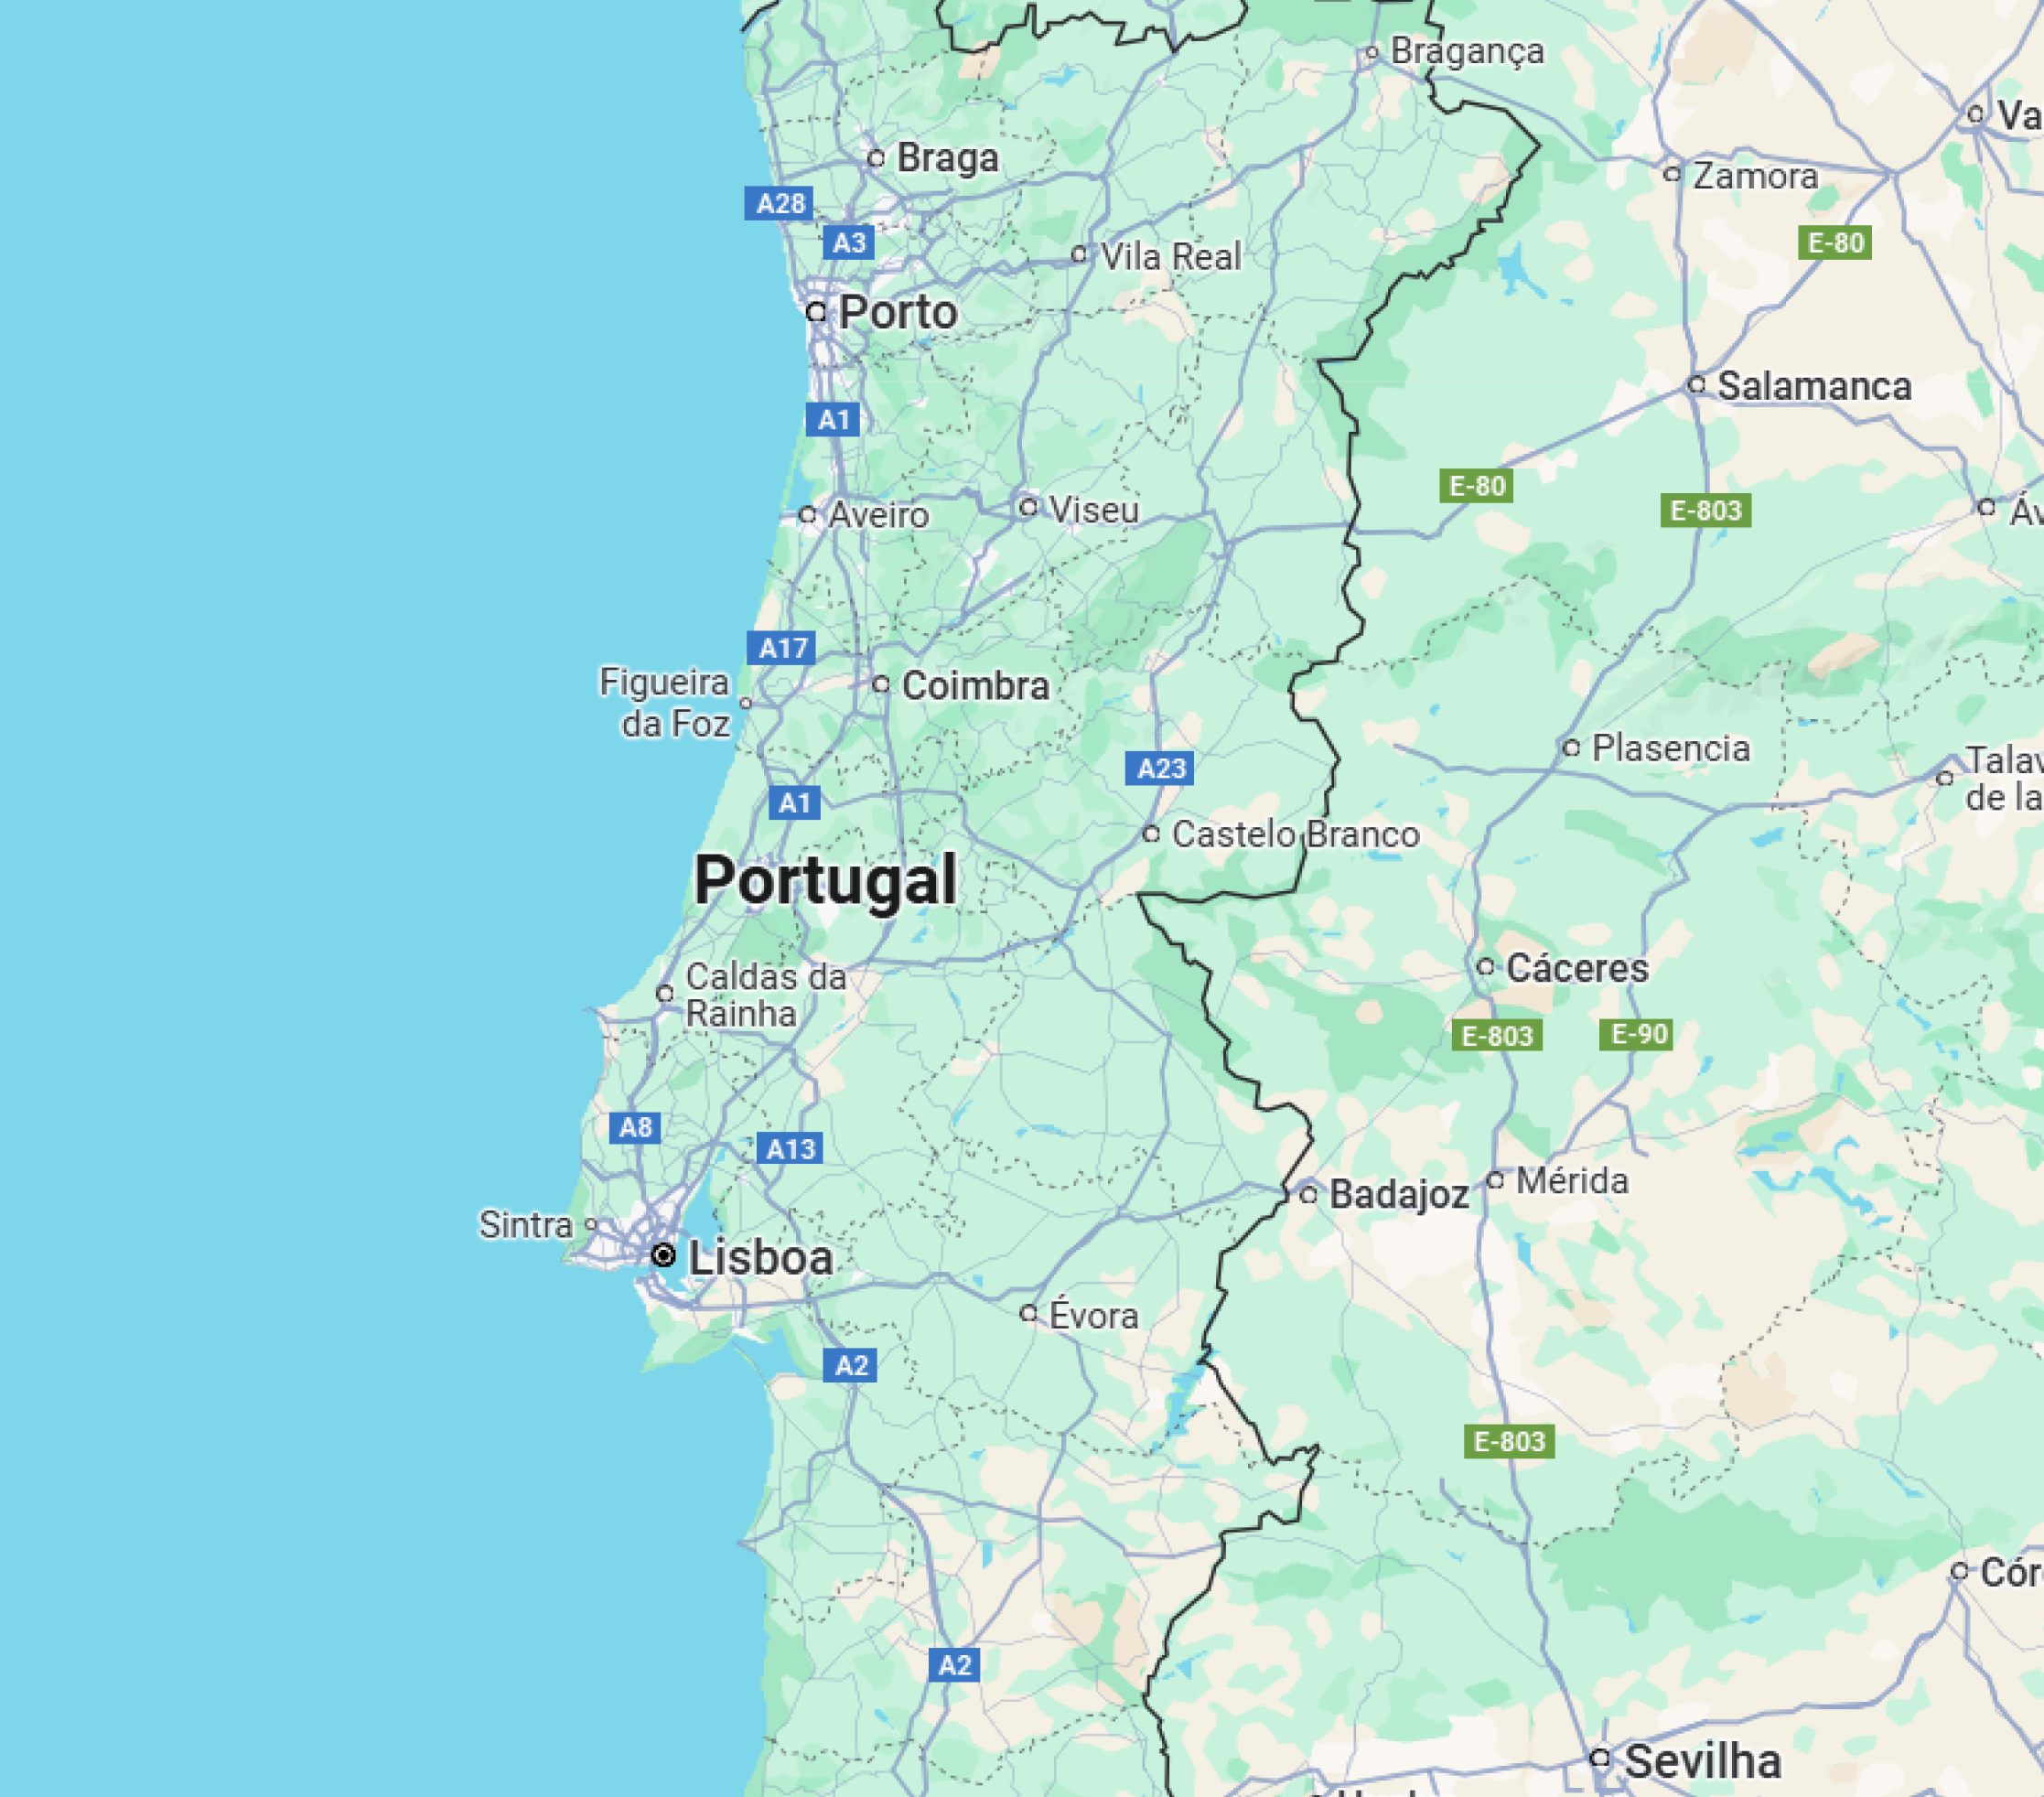 Bragança
Va
Braga
Zamora
A28
A3
E-80
Vila Real
Porto
Salamanca
A1
E-80
E-803
Aveiro
Viseu
Áv
A17
Figueira
da Foz
Coimbra
Plasencia
A23
Talav
de la
A1
Castelo Branco
Portugal
Cáceres
Caldas da
Rainha
E-803
E-90
A8
A13
Badajoz
Mérida
Sintra
Lisboa
Évora
A2
E-803
Cór
A2
Sevilha